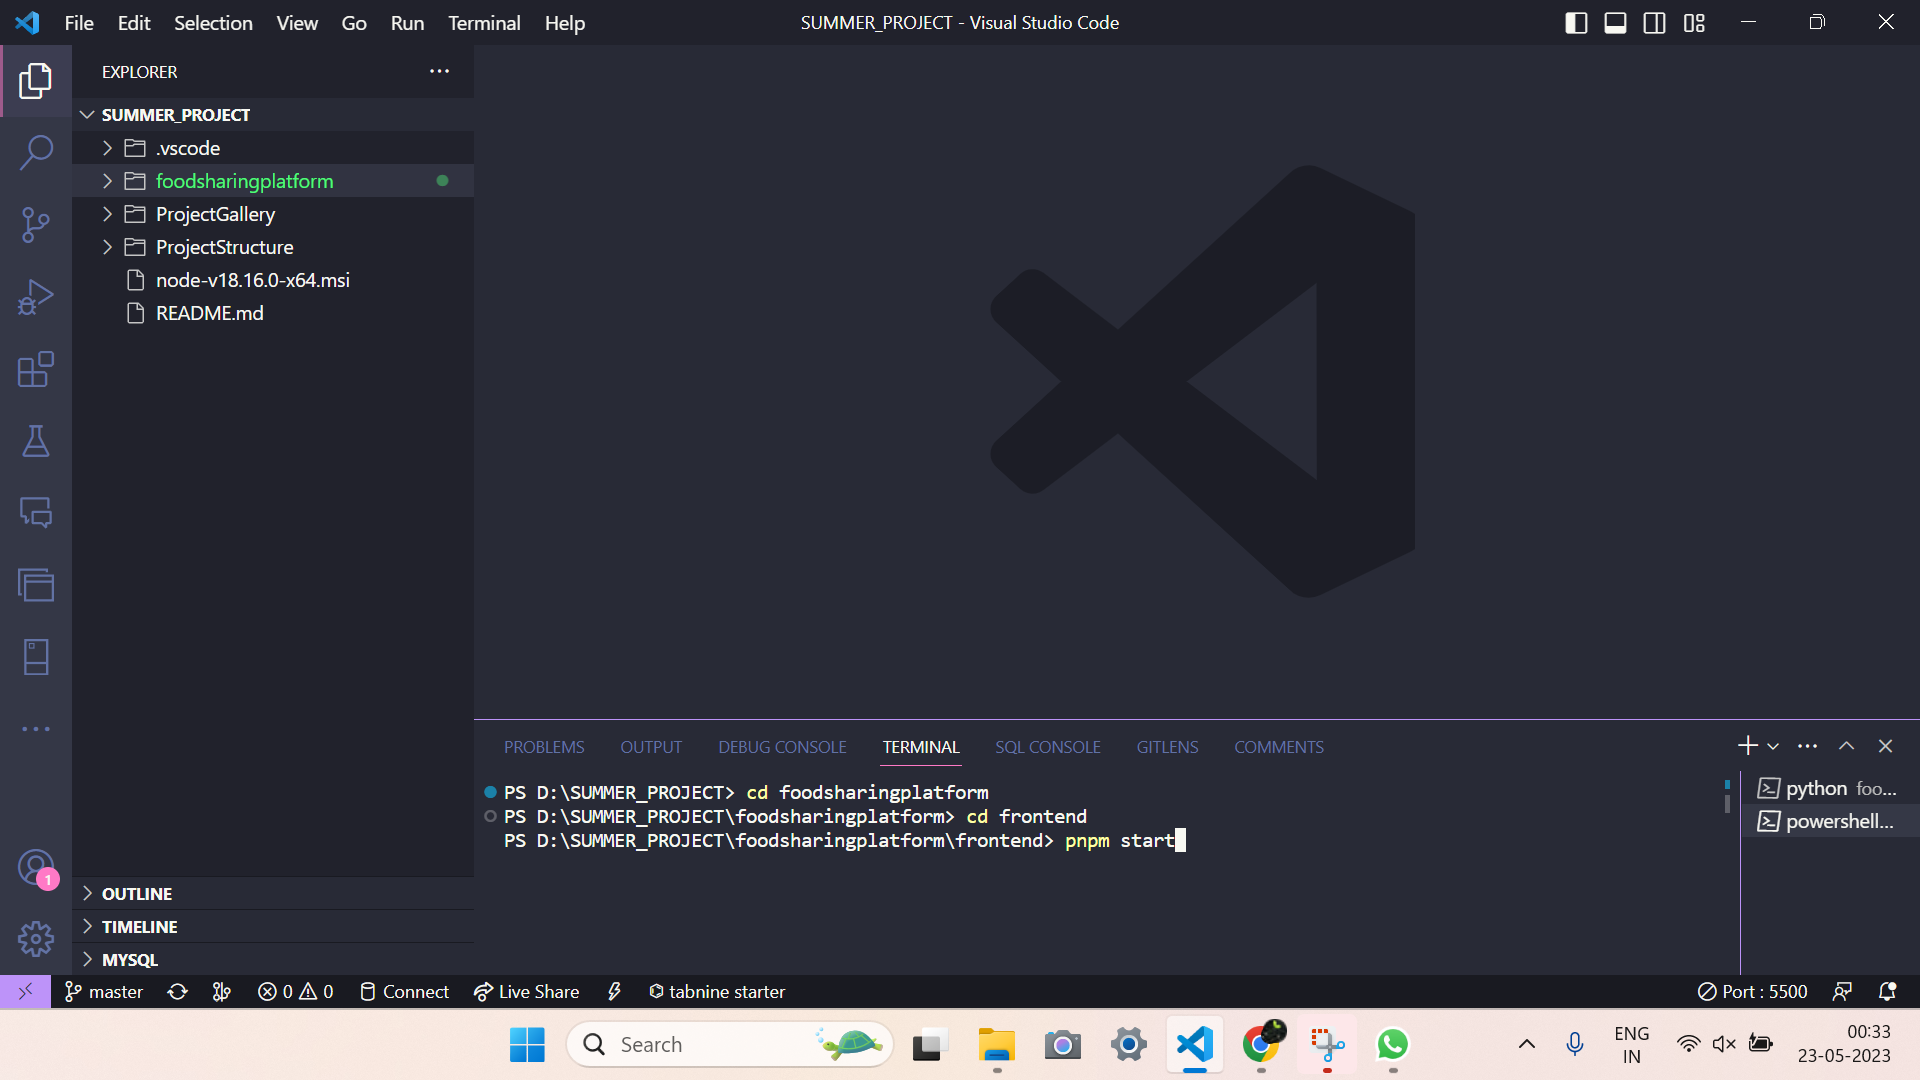 File Edit Selection View Go Run Terminal Help
SUMMER_PROJECT - Visual Studio Code
EXPLORER
SUMMER_PROJECT
.vscode
foodsharingplatform
ProjectGallery
ProjectStructure
node-v18.16.0-x64.msi
README.md
OUTLINE
TIMELINE
MYSQL
PROBLEMS OUTPUT DEBUG CONSOLE TERMINAL SQL CONSOLE GITLENS COMMENTS
PS D:\SUMMER_PROJECT> cd foodsharingplatform
PS D:\SUMMER_PROJECT\foodsharingplatform> cd frontend
PS D:\SUMMER_PROJECT\foodsharingplatform\frontend> pnpm start
python foo...
powershell...
1
master 0 0 Connect Live Share tabnine starter Port : 5500
Search
ENG
IN
00:33
23-05-2023